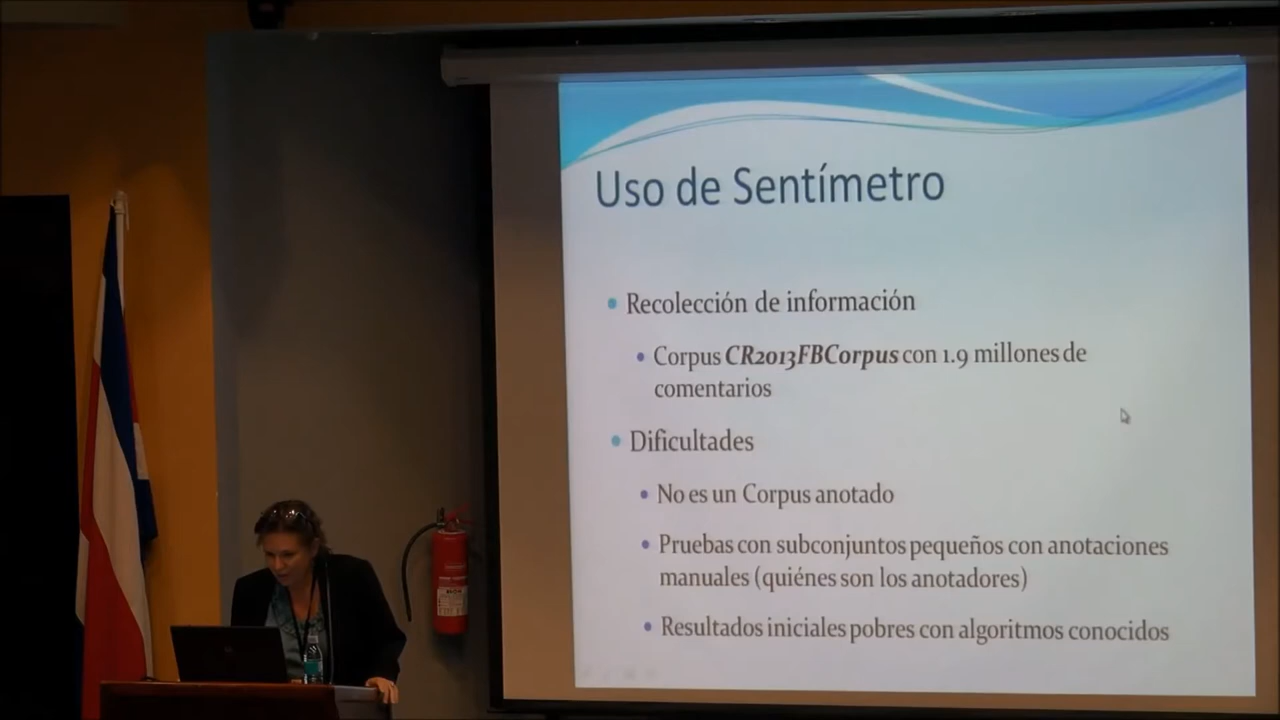 Uso de Sentímetro
Recolección de información
Corpus CR2013FBCorpus con 1.9 millones de
comentarios
Dificultades
No es un Corpus anotado
Pruebas con subconjuntos pequeños con anotaciones
manuales (quiénes son los anotadores)
Resultados iniciales pobres con algoritmos conocidos